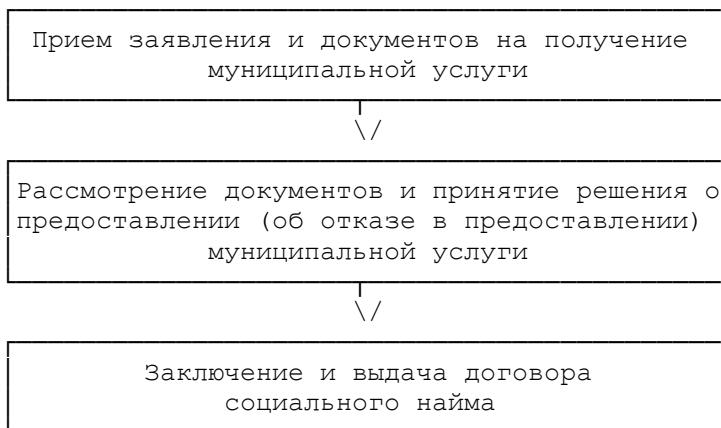 Прием заявления и документов на получение
муниципальной услуги
\/
Рассмотрение документов и принятие решения о
предоставлении (об отказе в предоставлении)
муниципальной услуги
\/
Заключение и выдача договора
социального найма